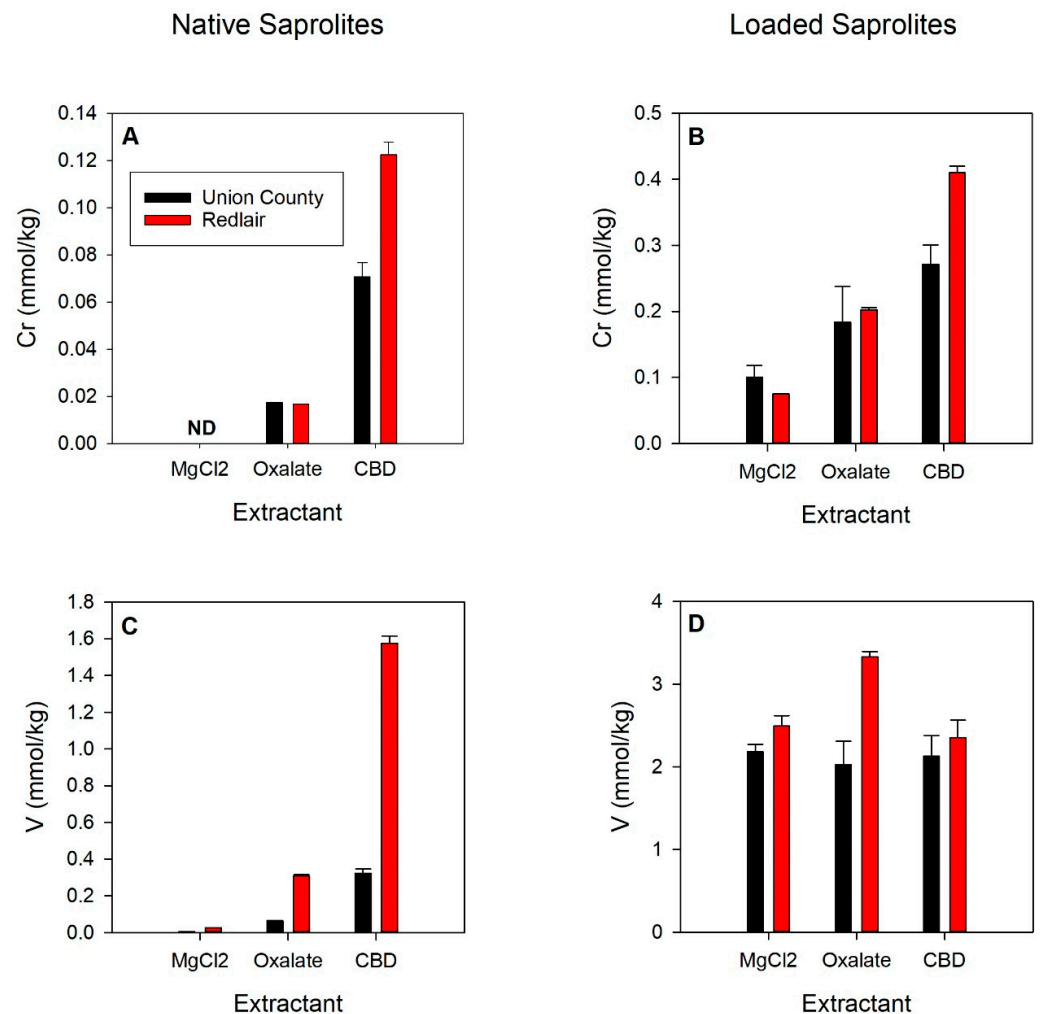 Native Saprolites
Loaded Saprolites
A
Union County
Redlair
ND
Cr (mmol/kg)
0.14
0.12
0.10
0.08
0.06
0.04
0.02
0.00
MgCl2 Oxalate CBD
Extractant
B
Cr (mmol/kg)
0.5
0.4
0.3
0.2
0.1
0.0
MgCl2 Oxalate CBD
Extractant
C
V (mmol/kg)
1.8
1.6
1.4
1.2
1.0
0.8
0.6
0.4
0.2
0.0
MgCl2 Oxalate CBD
Extractant
D
V (mmol/kg)
4
3
2
1
0
MgCl2 Oxalate CBD
Extractant